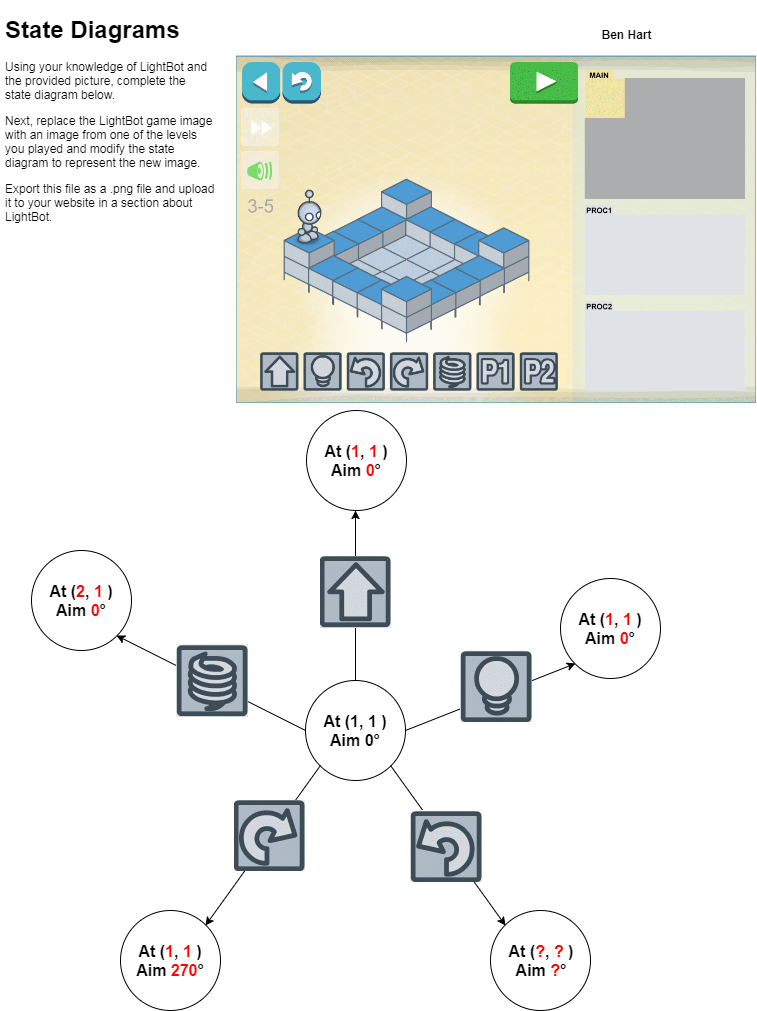 State Diagrams
Ben Hart
Using your knowledge of LightBot and
the provided picture, complete the
state diagram below.
Next, replace the LightBot game image
with an image from one of the levels
you played and modify the state
diagram to represent the new image.
Export this file as a .png file and upload
it to your website in a section about
LightBot.
3-5
MAIN
PROC1
PROC2
P1
P2
At (1, 1 )
Aim 0°
At (2, 1 )
Aim 0°
At (1, 1 )
Aim 0°
At (1, 1 )
Aim 0°
At (1, 1 )
Aim 270°
At (?, ? )
Aim ?°